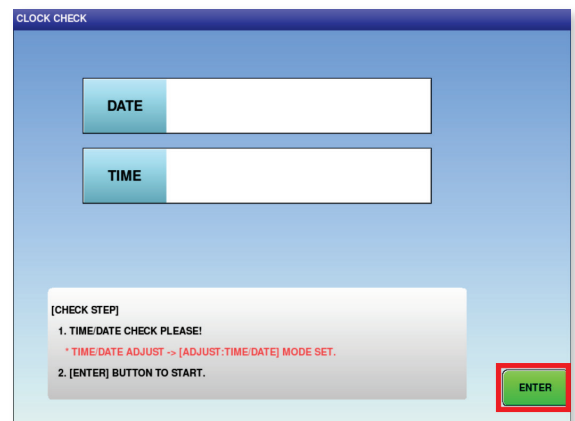 CLOCK CHECK
DATE
TIME
[CHECK STEP]
1. TIME/DATE CHECK PLEASE!
* TIME/DATE ADJUST -> [ADJUST:TIME/DATE] MODE SET.
2. [ENTER] BUTTON TO START.
ENTER